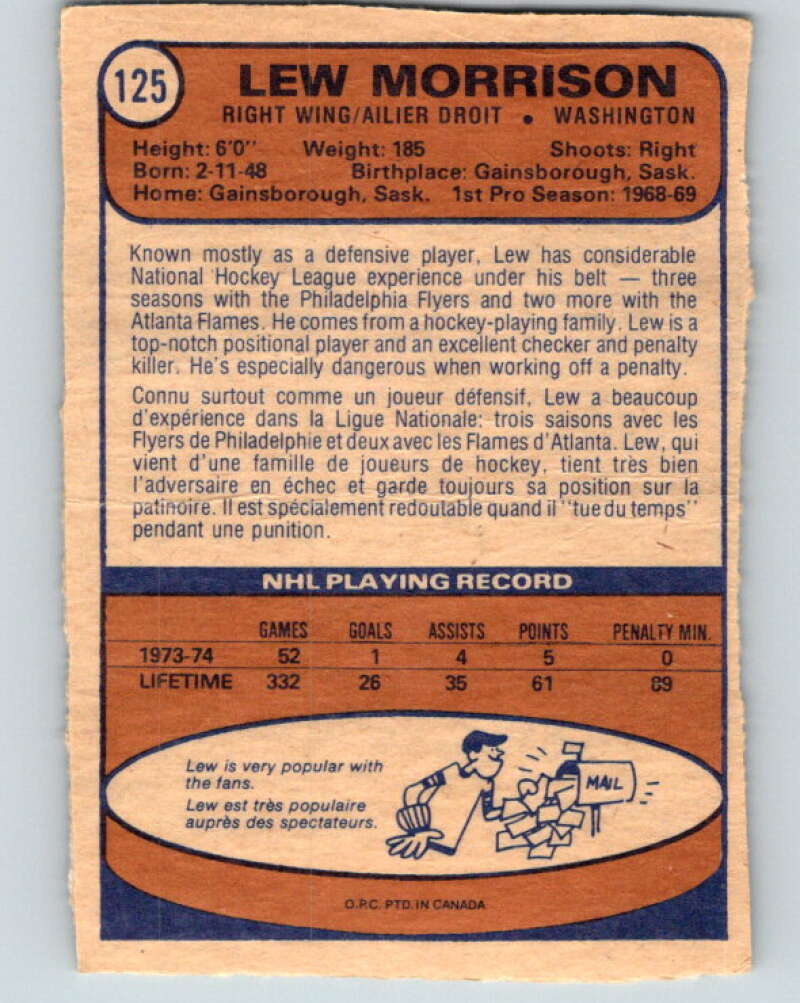 125
LEW MORRISON
RIGHT WING/AILIER DROIT • WASHINGTON
Height: 6'0" Weight: 185 Shoots: Right
Born: 2-11-48 Birthplace: Gainsborough, Sask.
Home: Gainsborough, Sask. 1st Pro Season: 1968-69
Known mostly as a defensive player, Lew has considerable
National Hockey League experience under his belt — three
seasons with the Philadelphia Flyers and two more with the
Atlanta Flames. He comes from a hockey-playing family. Lew is a
top-notch positional player and an excellent checker and penalty
killer. He's especially dangerous when working off a penalty.
Connu surtout comme un joueur défensif, Lew a beaucoup
d'expérience dans la Ligue Nationale: trois saisons avec les
Flyers de Philadelphie et deux avec les Flames d'Atlanta. Lew, qui
vient d'une famille de joueurs de hockey, tient très bien
l'adversaire en échec et garde toujours sa position sur la
patinoire. Il est spécialement redoutable quand il "tue du temps"
pendant une punition.
NHL PLAYING RECORD
GAMES GOALS ASSISTS POINTS PENALTY MIN.
1973-74 52 1 4 5 0
LIFETIME 332 26 35 61 89
Lew is very popular with
the fans.
Lew est très populaire
auprès des spectateurs.
MAIL
O.P.C. PTD. IN CANADA